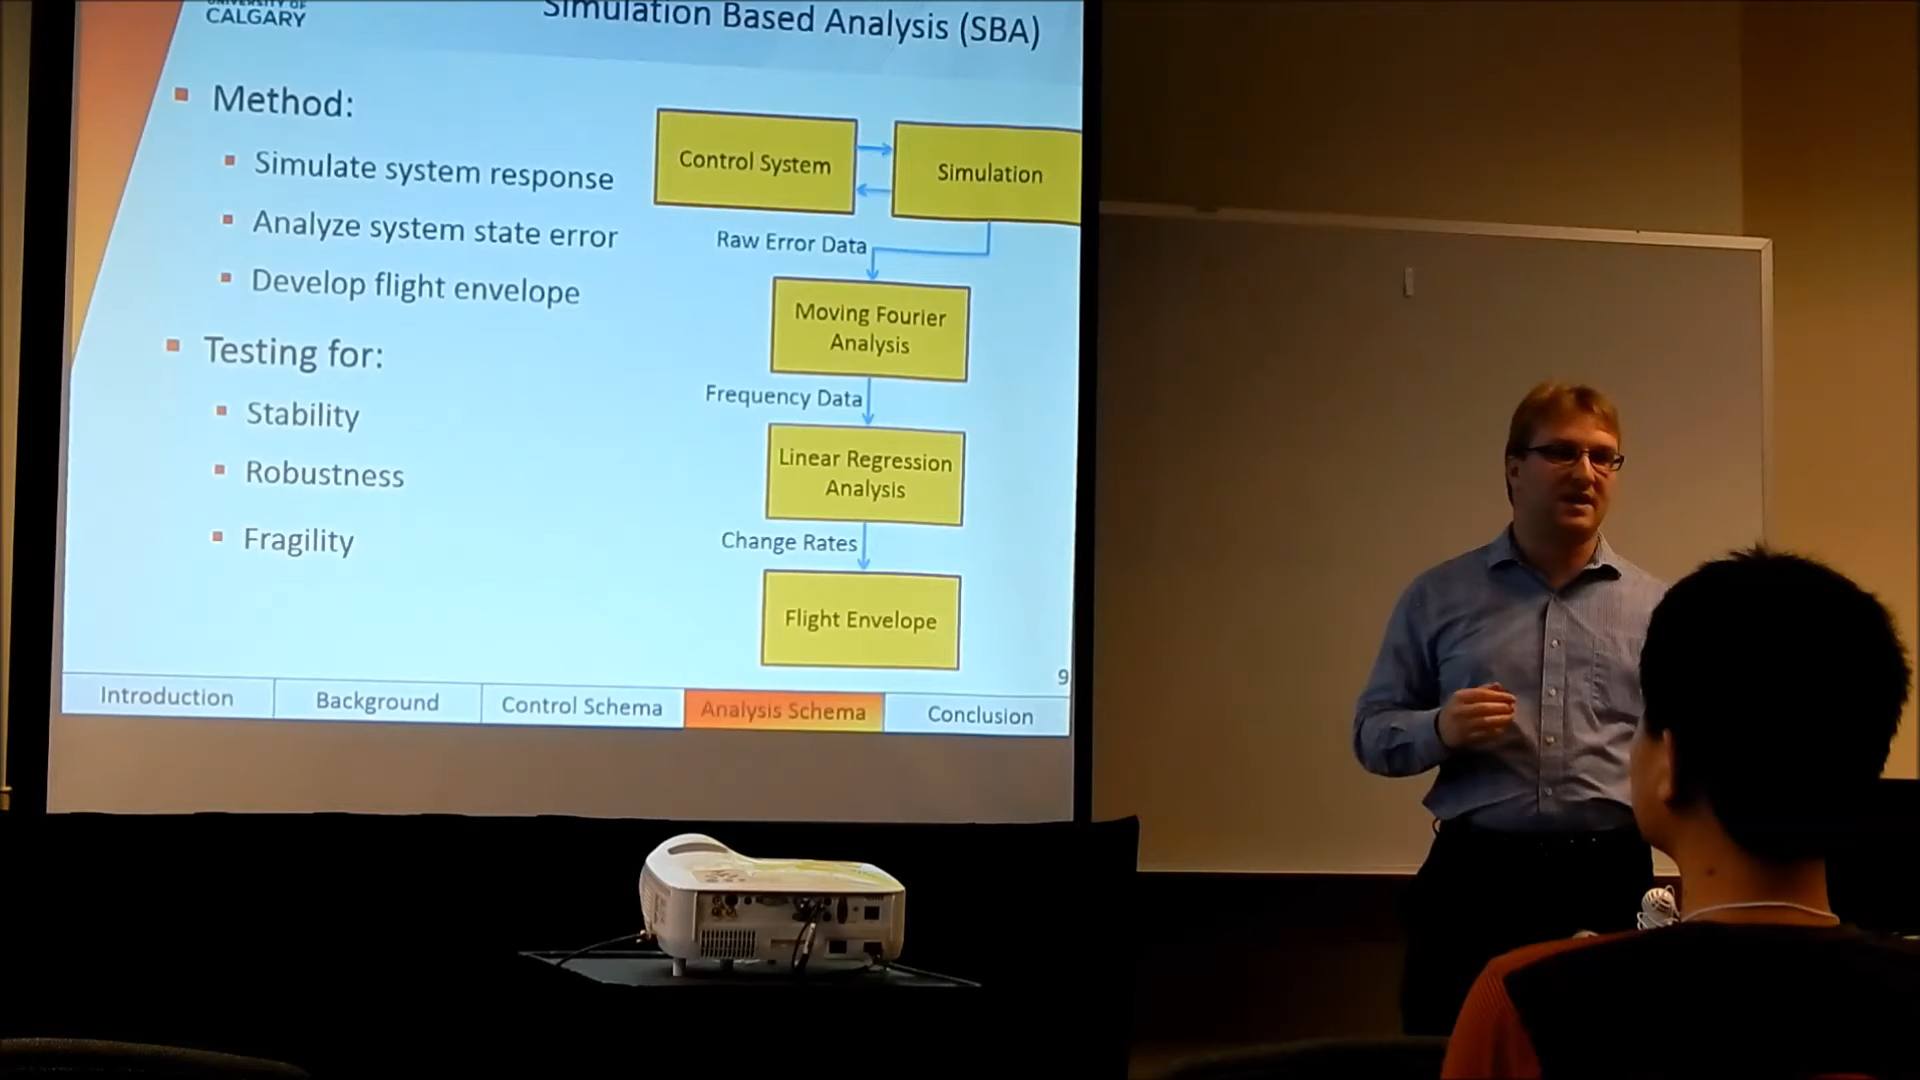 UNIVERSITY OF
CALGARY
Simulation Based Analysis (SBA)
Method:
Simulate system response
Analyze system state error
Develop flight envelope
Testing for:
Stability
Robustness
Fragility
Control System
Simulation
Raw Error Data
Moving Fourier
Analysis
Frequency Data
Linear Regression
Analysis
Change Rates
Flight Envelope
9
Introduction
Background
Control Schema
Analysis Schema
Conclusion